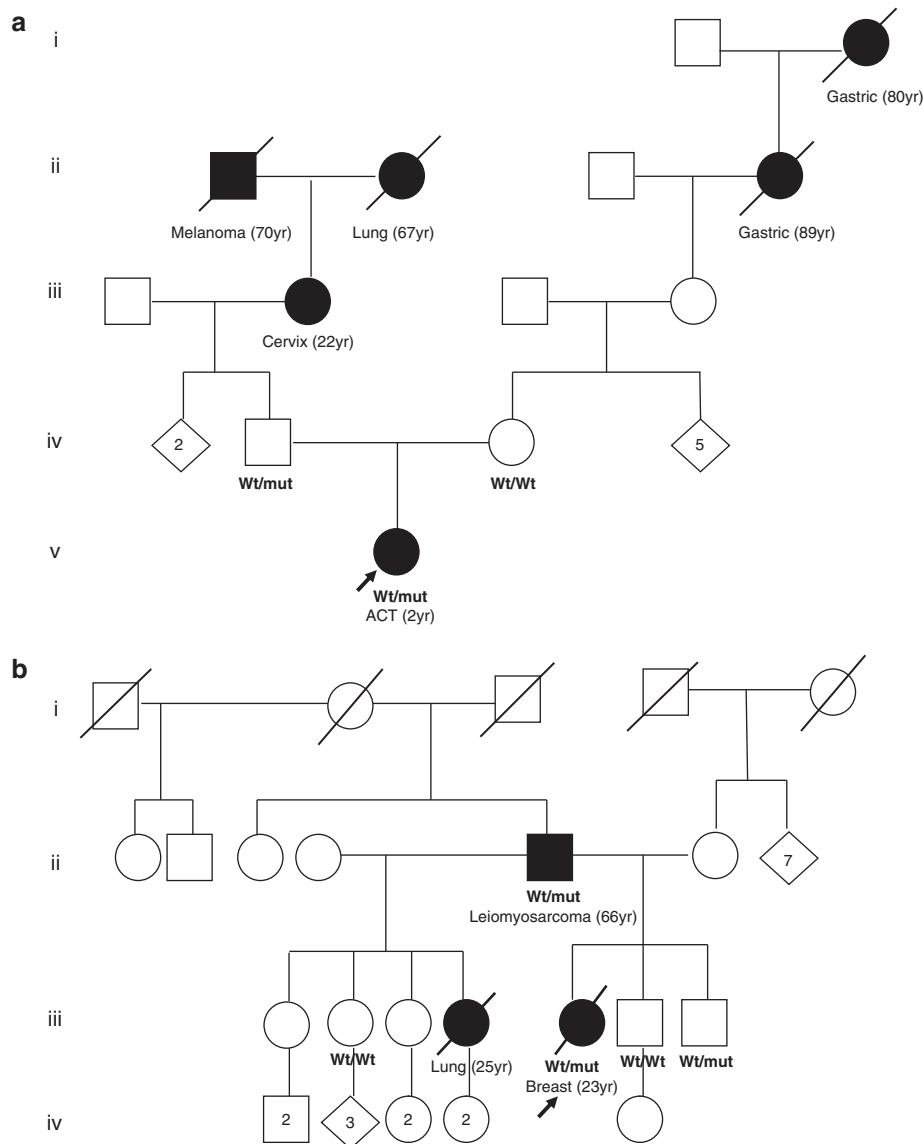 a
i
Gastric (80yr)
ii
Melanoma (70yr) Lung (67yr) Gastric (89yr)
iii
Cervix (22yr)
iv
2 5
Wt/mut Wt/Wt
v
Wt/mut
ACT (2yr)
b
i
ii
7
Wt/mut
Leiomyosarcoma (66yr)
iii
Wt/Wt Lung (25yr) Wt/mut Wt/Wt Wt/mut
Breast (23yr)
iv
2 3 2 2